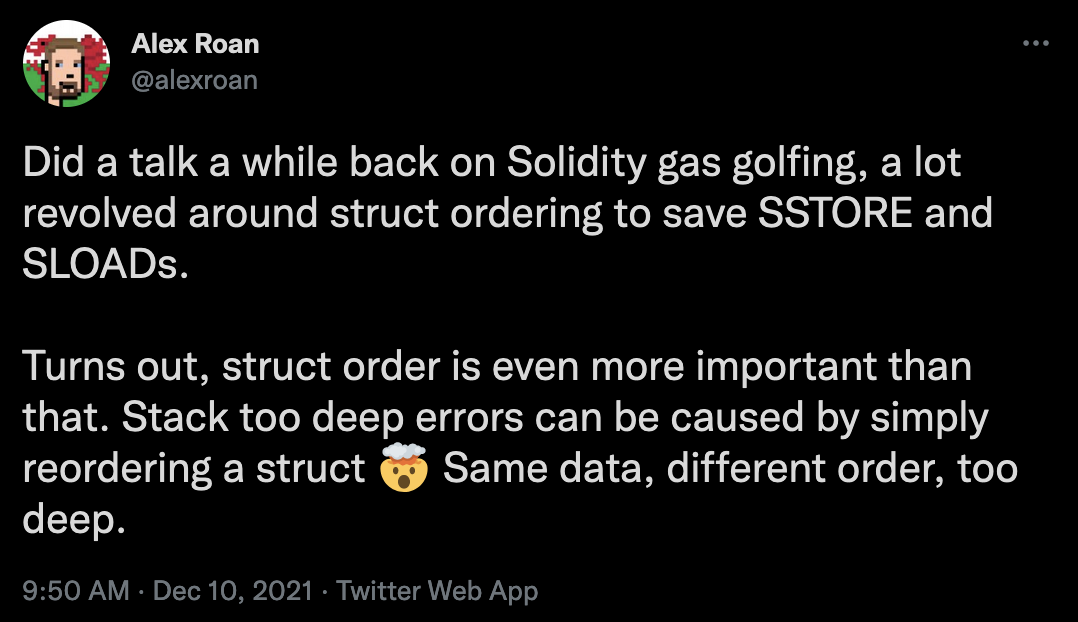 Alex Roan
@alexroan
Did a talk a while back on Solidity gas golfing, a lot
revolved around struct ordering to save SSTORE and
SLOADs.
Turns out, struct order is even more important than
that. Stack too deep errors can be caused by simply
reordering a struct 🤯 Same data, different order, too
deep.
9:50 AM · Dec 10, 2021 · Twitter Web App